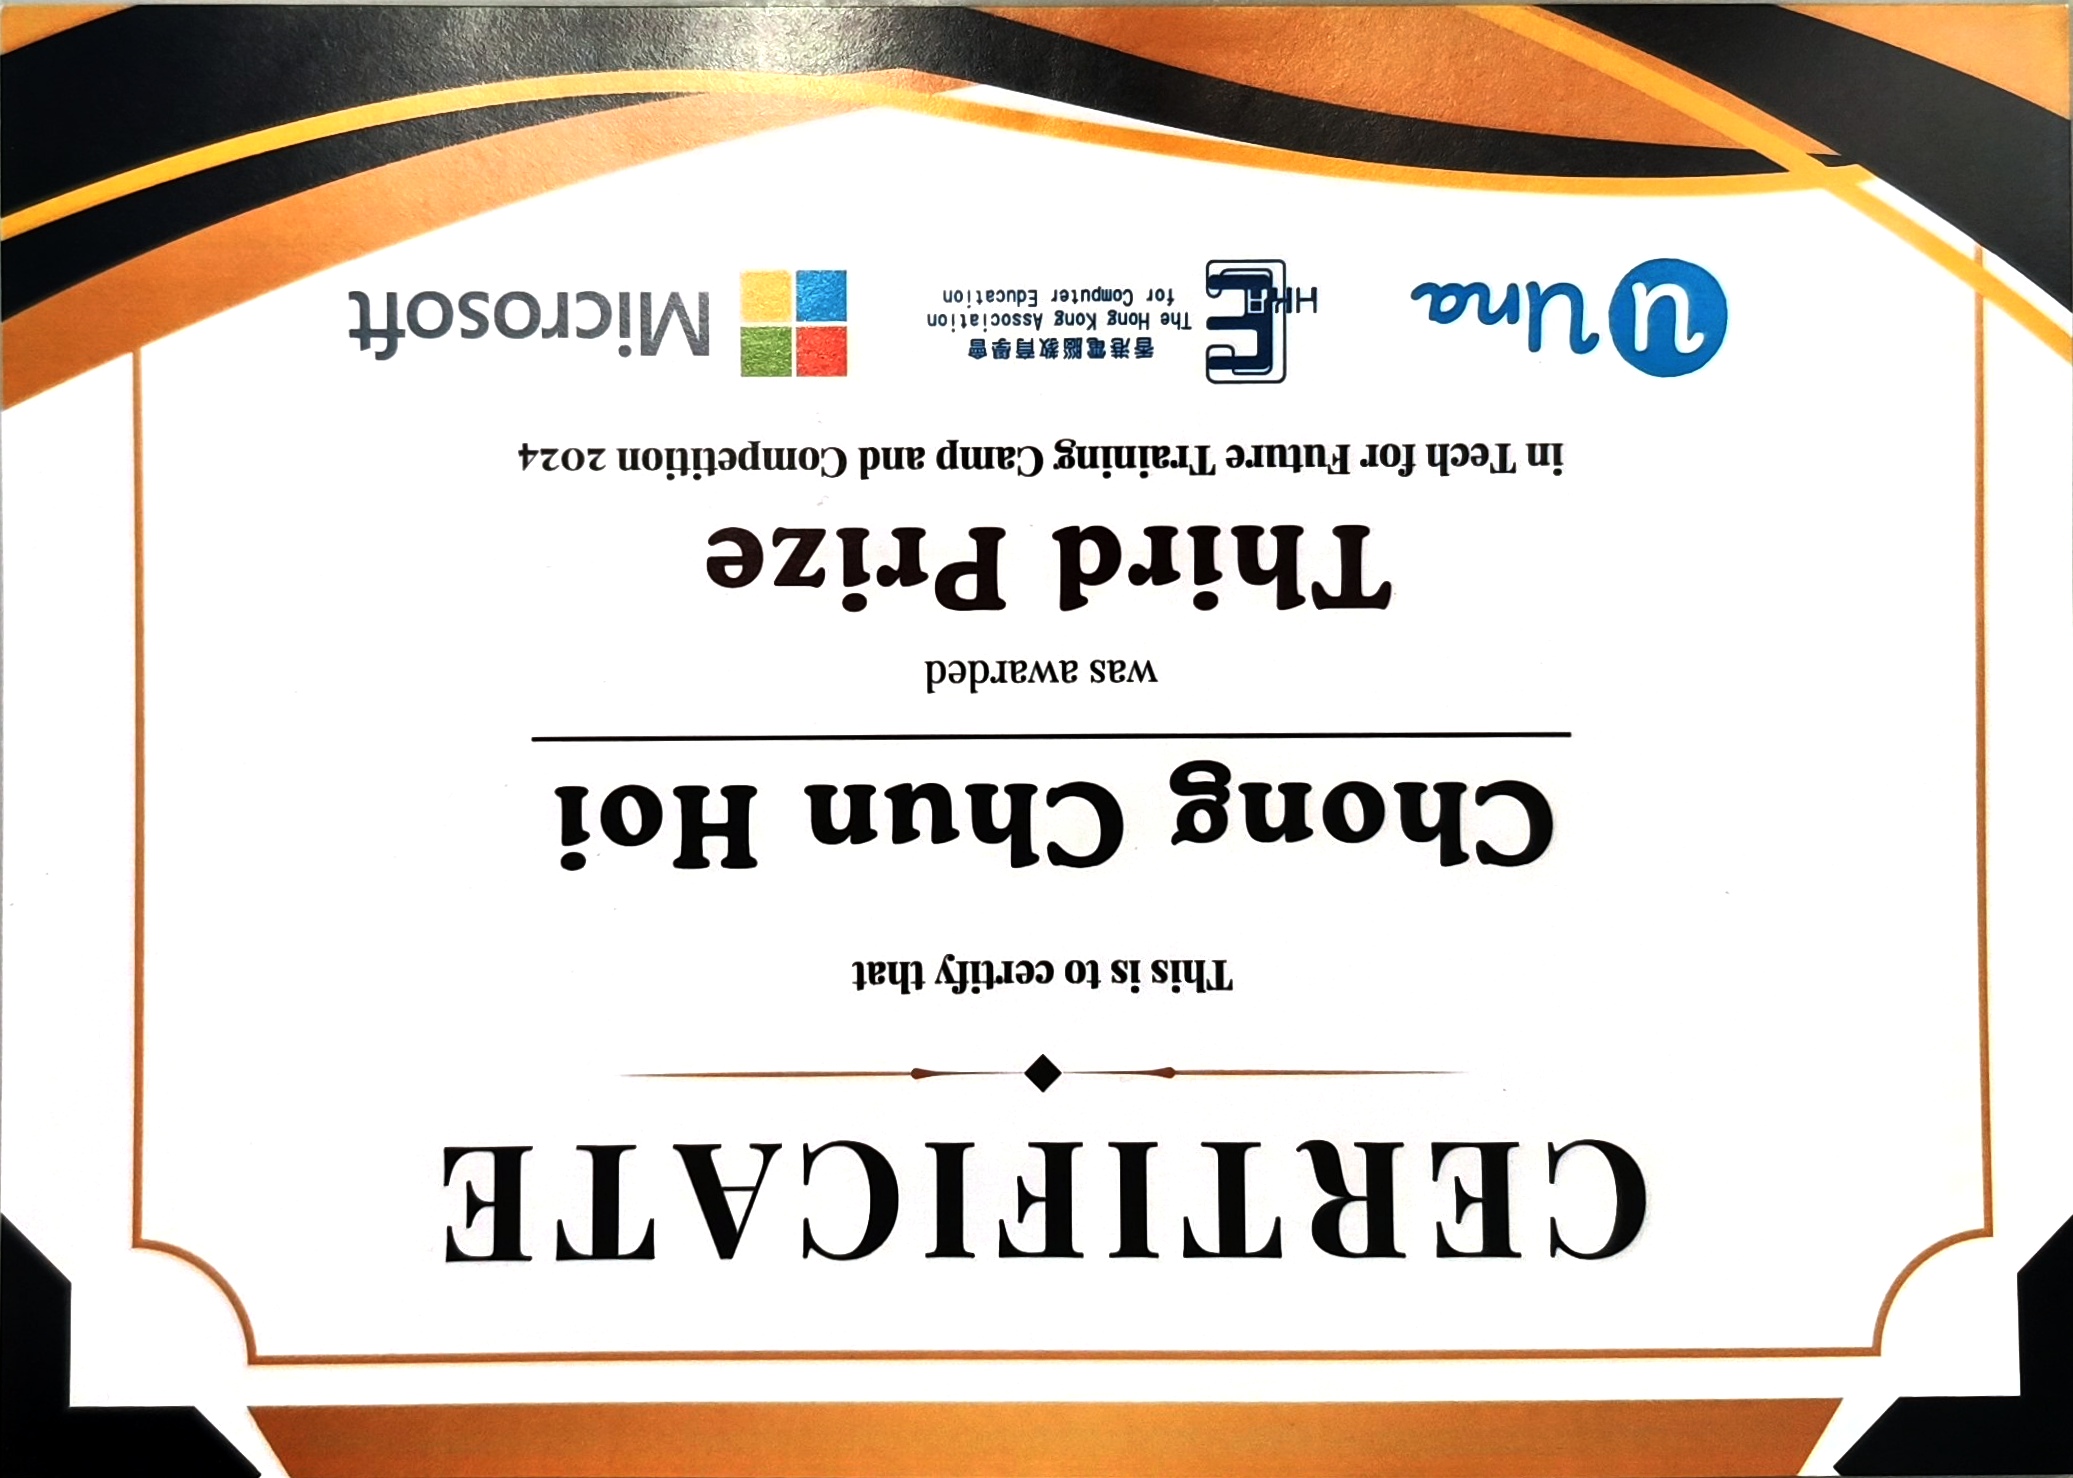 CERTIFICATE
This is to certify that
Chong Chun Hoi
was awarded
Third Prize
in Tech for Future Training Camp and Competition 2024
U Una
HKACE
香港電腦教育學會
The Hong Kong Association
for Computer Education
Microsoft